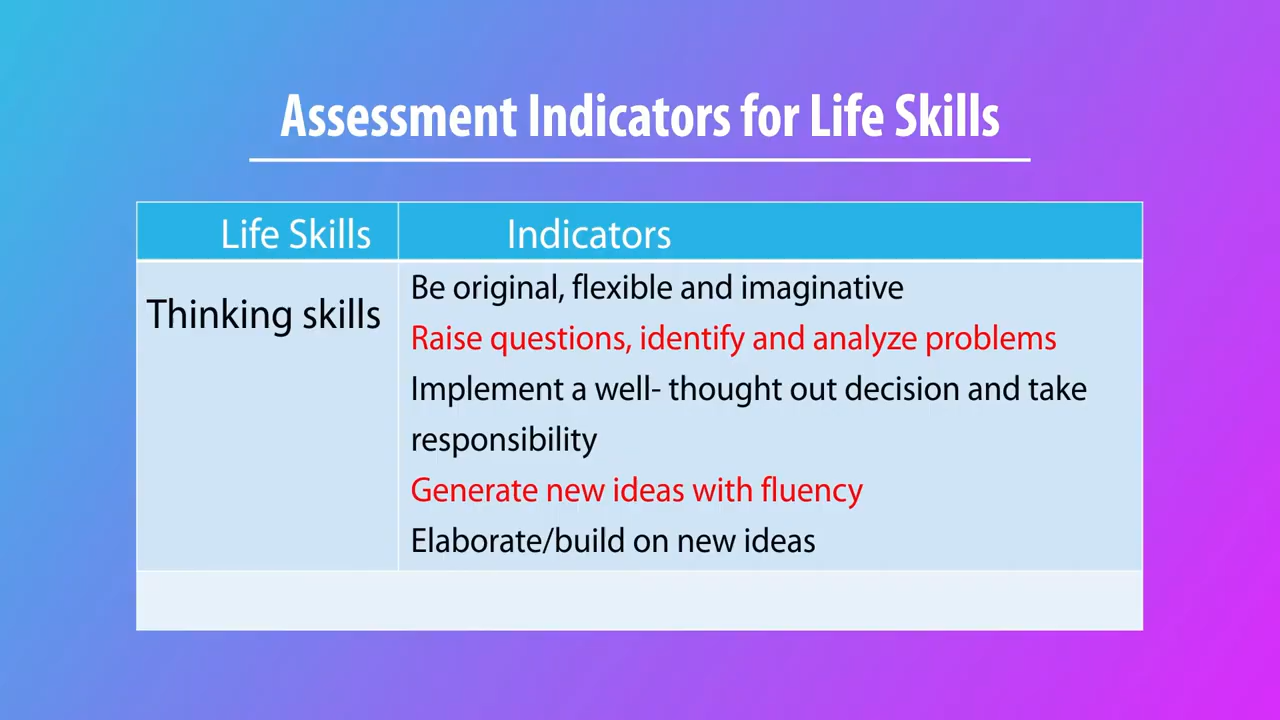 Assessment Indicators for Life Skills
Life Skills
Indicators
Thinking skills
Be original, flexible and imaginative
Raise questions, identify and analyze problems
Implement a well- thought out decision and take
responsibility
Generate new ideas with fluency
Elaborate/build on new ideas